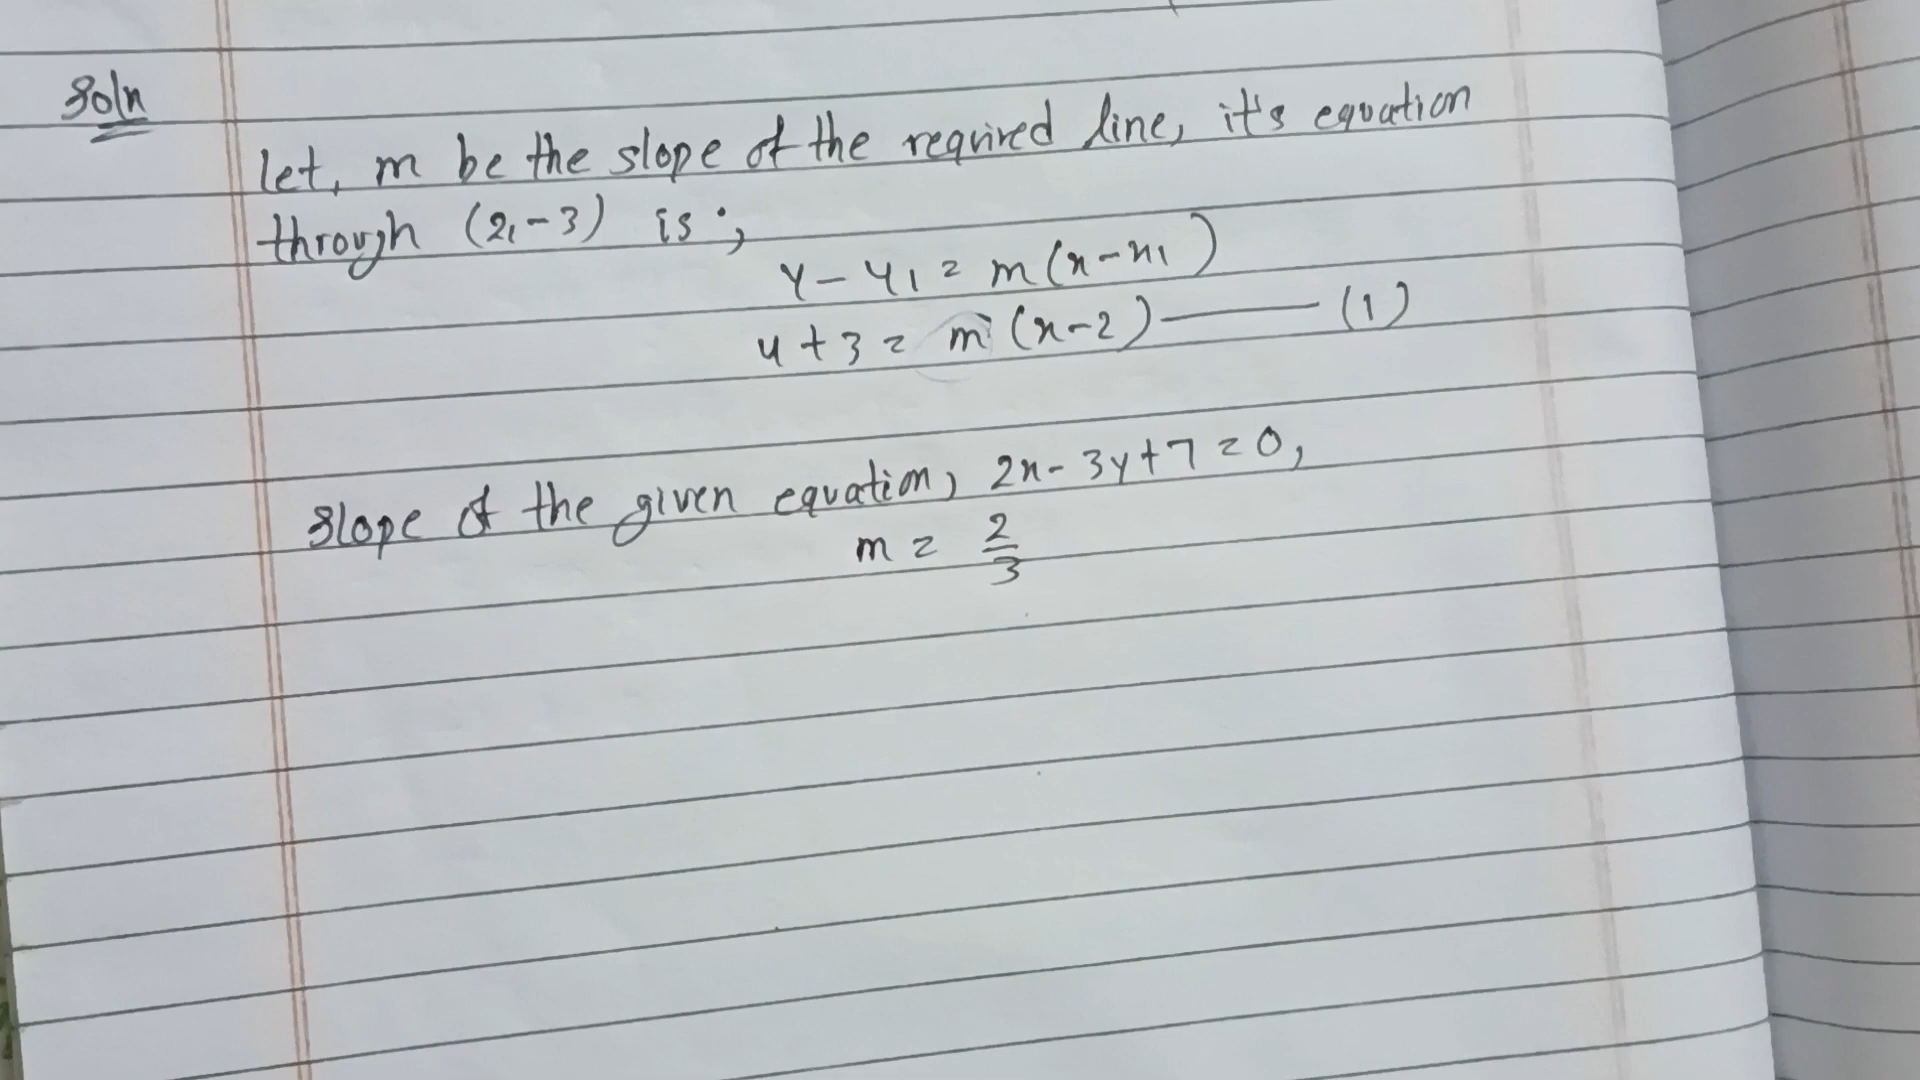 Soln
let, m be the slope of the required line, it's equation
through (2,-3) is ;
y - y1 = m(x-x1)
y + 3 = m (x-2) —— (1)
slope of the given equation, 2x - 3y + 7 = 0,
m = 2/3